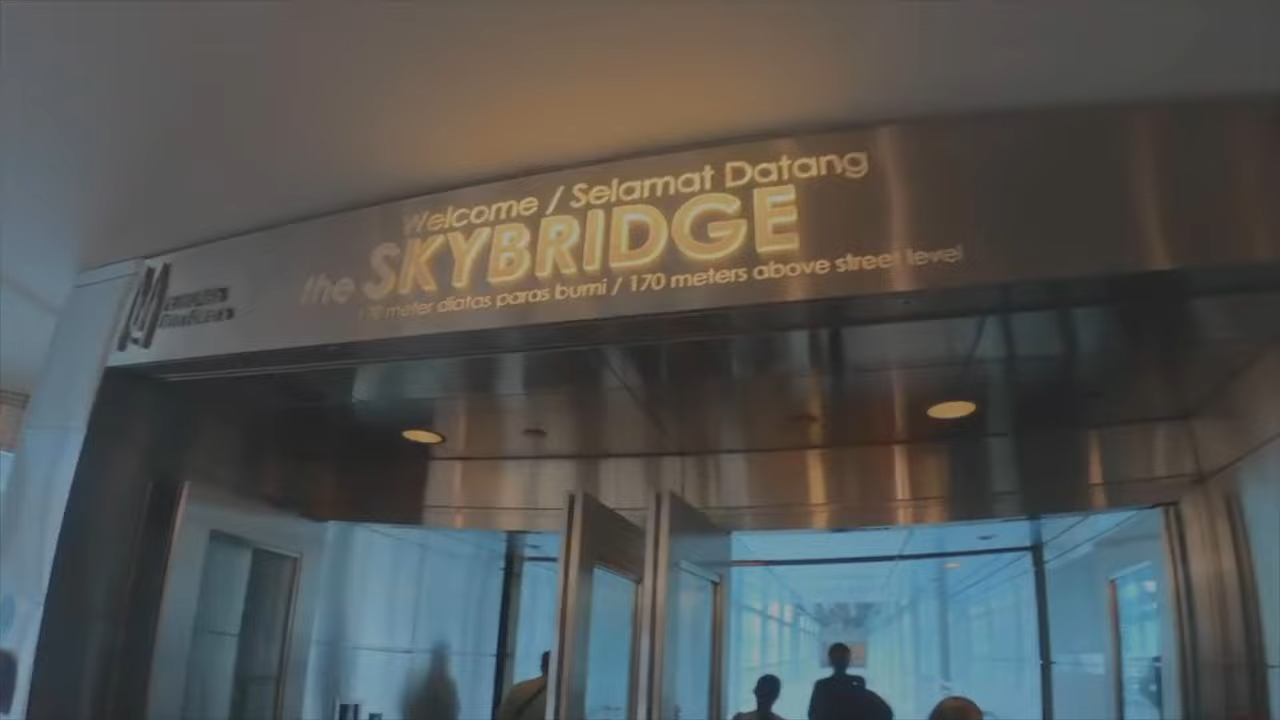 Welcome / Selamat Datang
the SKYBRIDGE
170 meter diatas paras bumi / 170 meters above street level